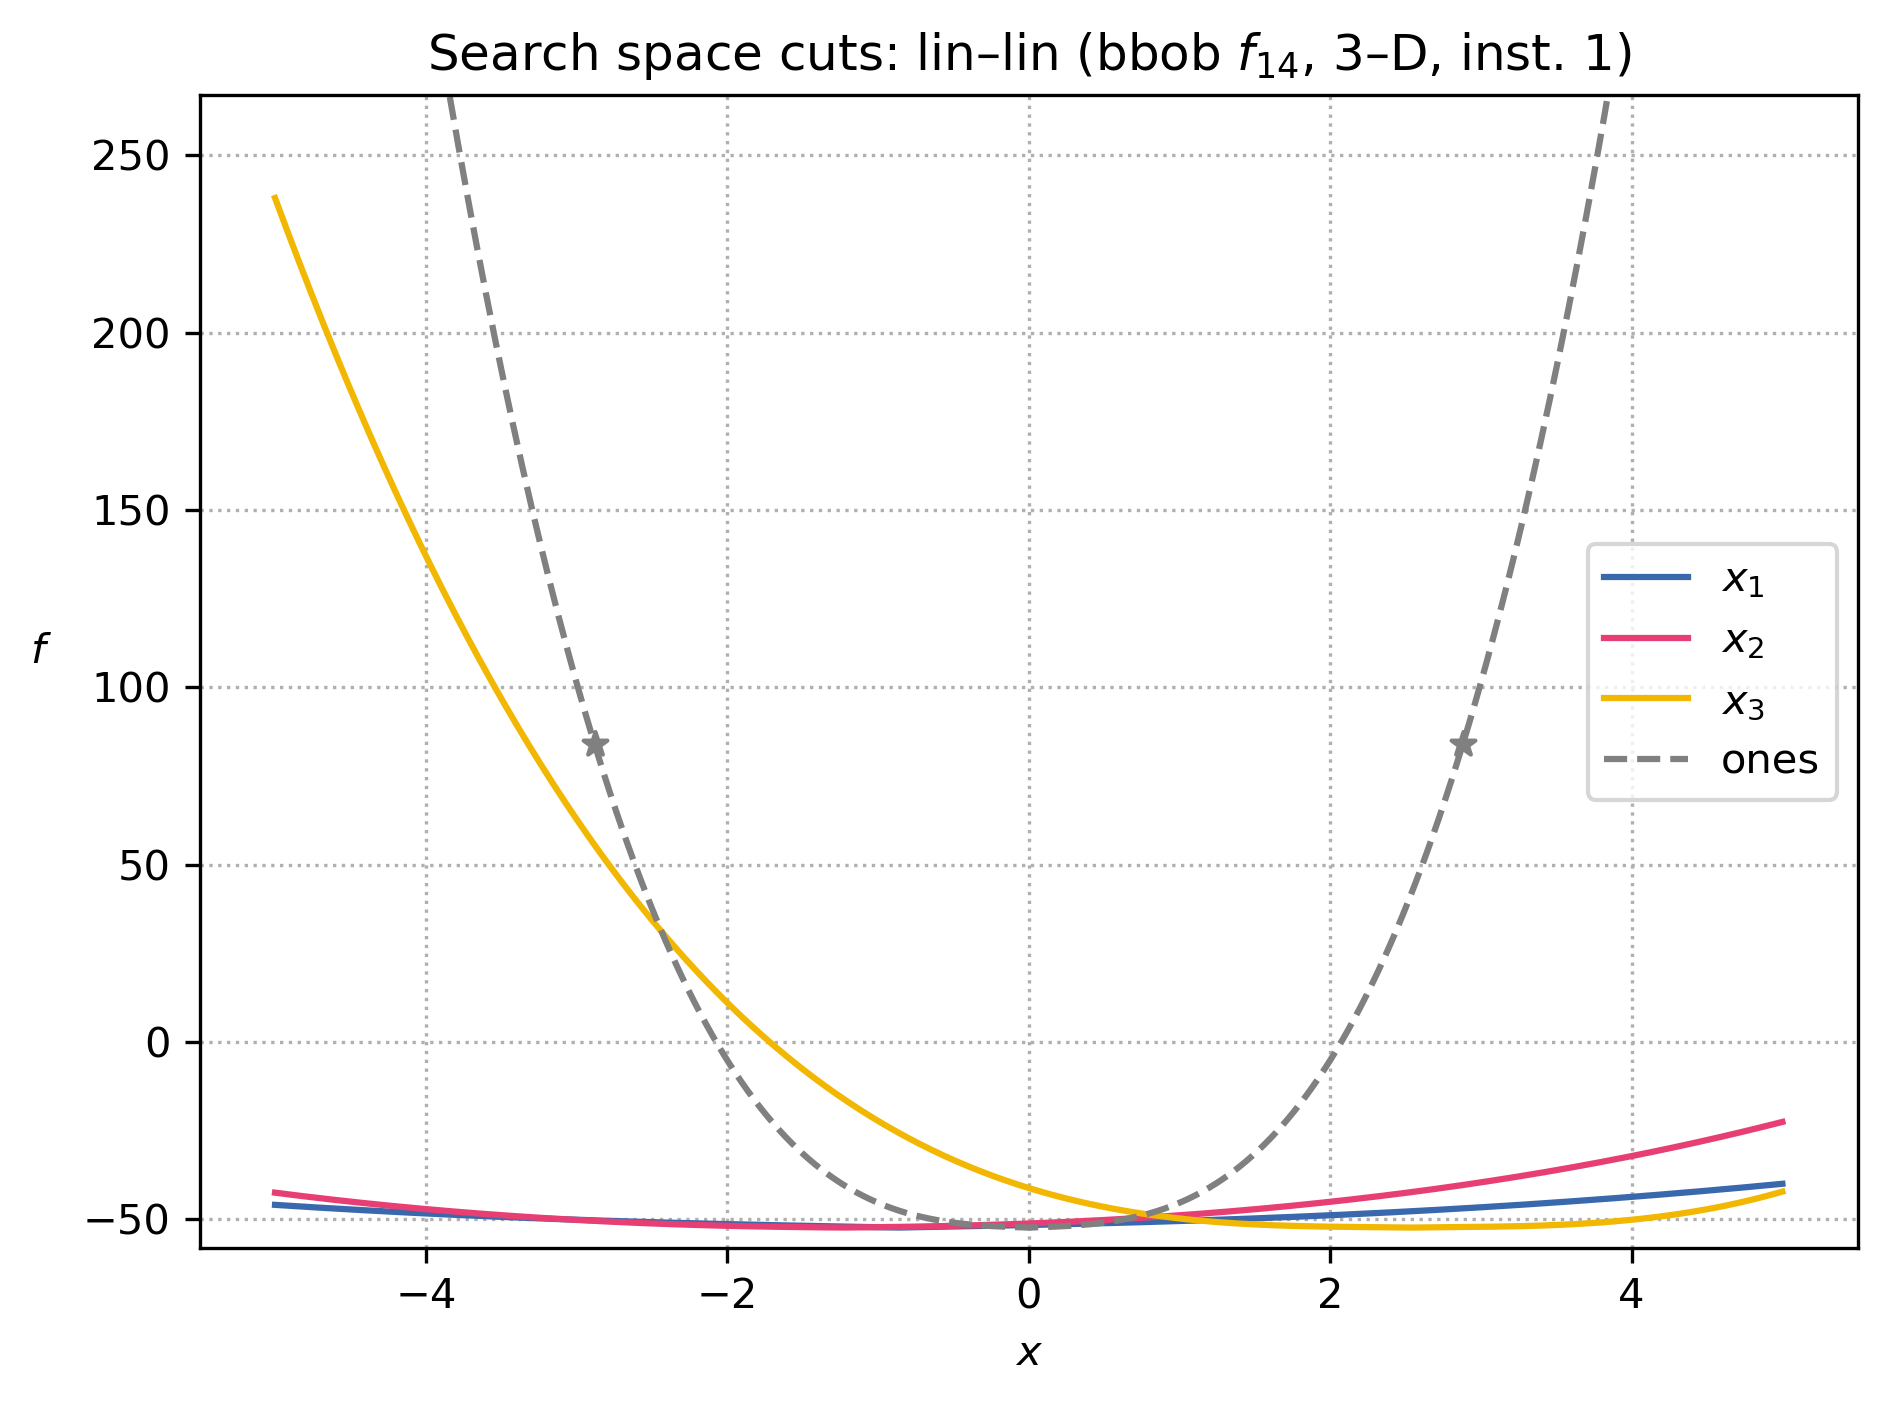 Search space cuts: lin–lin (bbob f₁₄, 3–D, inst. 1)
250
200
150
100
50
0
−50
f
x₁
x₂
x₃
ones
−4
−2
0
2
4
x